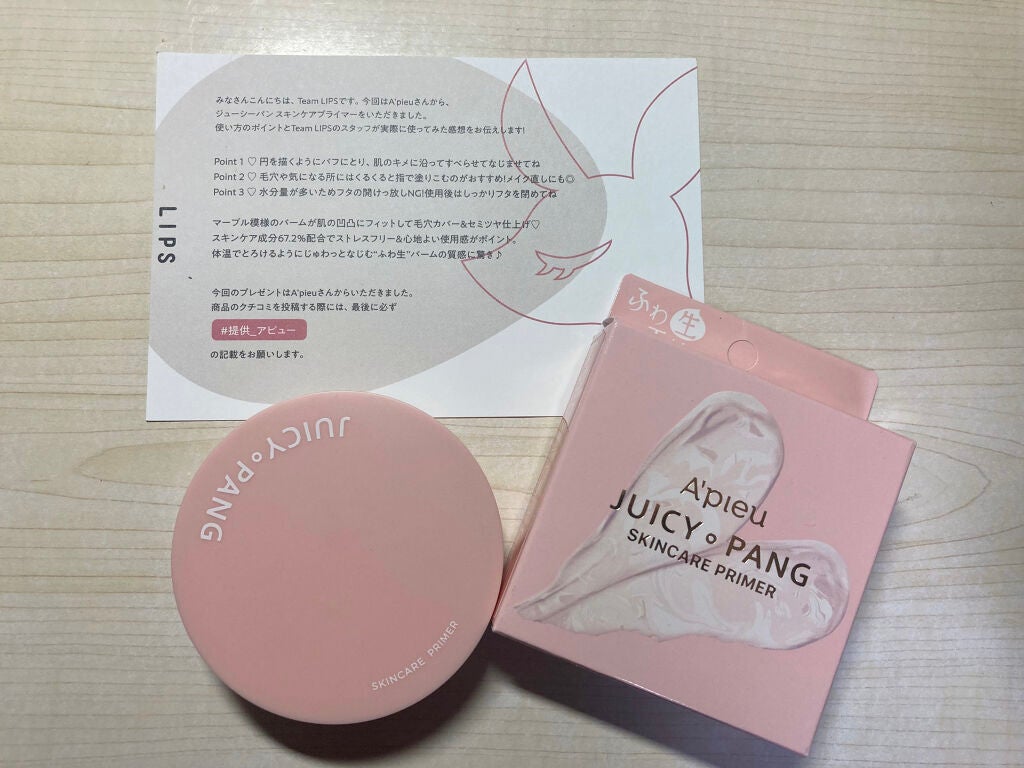 LIPS
みなさんこんにちは、Team LIPSです。今回はA'pieuさんから、
ジューシーパン スキンケアプライマーをいただきました。
使い方のポイントとTeam LIPSのスタッフが実際に使ってみた感想をお伝えします!
Point 1 ♡ 円を描くようにパフにとり、肌のキメに沿ってすべらせてなじませてね
Point 2 ♡ 毛穴や気になる所にはくるくると指で塗りこむのがおすすめ!メイク直しにも◎
Point 3 ♡ 水分量が多いためフタの開けっ放しNG!使用後はしっかりフタを閉めてね
マーブル模様のバームが肌の凹凸にフィットして毛穴カバー&セミツヤ仕上げ♡
スキンケア成分67.2%配合でストレスフリー&心地よい使用感がポイント。
体温でとろけるようにじゅわっとなじむ"ふわ生"バームの質感に驚き♪
今回のプレゼントはA'pieuさんからいただきました。
商品のクチコミを投稿する際には、最後に必ず
#提供_アピュー
の記載をお願いします。
ふわ生
A'pieu
JUICY PANG
SKINCARE PRIMER
JUICY PANG
SKINCARE PRIMER